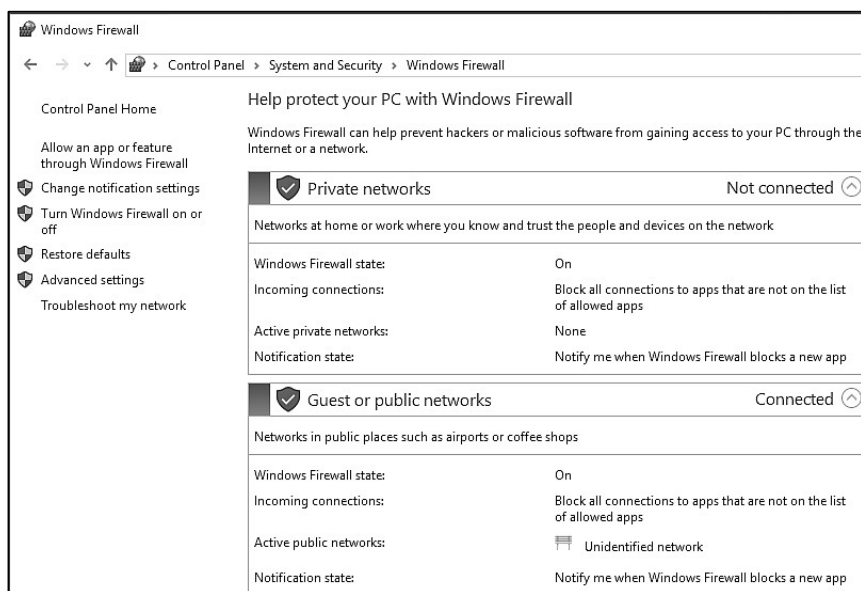 Windows Firewall
Control Panel > System and Security > Windows Firewall
Control Panel Home
Allow an app or feature
through Windows Firewall
Change notification settings
Turn Windows Firewall on or
off
Restore defaults
Advanced settings
Troubleshoot my network
Help protect your PC with Windows Firewall
Windows Firewall can help prevent hackers or malicious software from gaining access to your PC through the
Internet or a network.
Private networks Not connected
Networks at home or work where you know and trust the people and devices on the network
Windows Firewall state: On
Incoming connections: Block all connections to apps that are not on the list
of allowed apps
Active private networks: None
Notification state: Notify me when Windows Firewall blocks a new app
Guest or public networks Connected
Networks in public places such as airports or coffee shops
Windows Firewall state: On
Incoming connections: Block all connections to apps that are not on the list
of allowed apps
Active public networks: Unidentified network
Notification state: Notify me when Windows Firewall blocks a new app